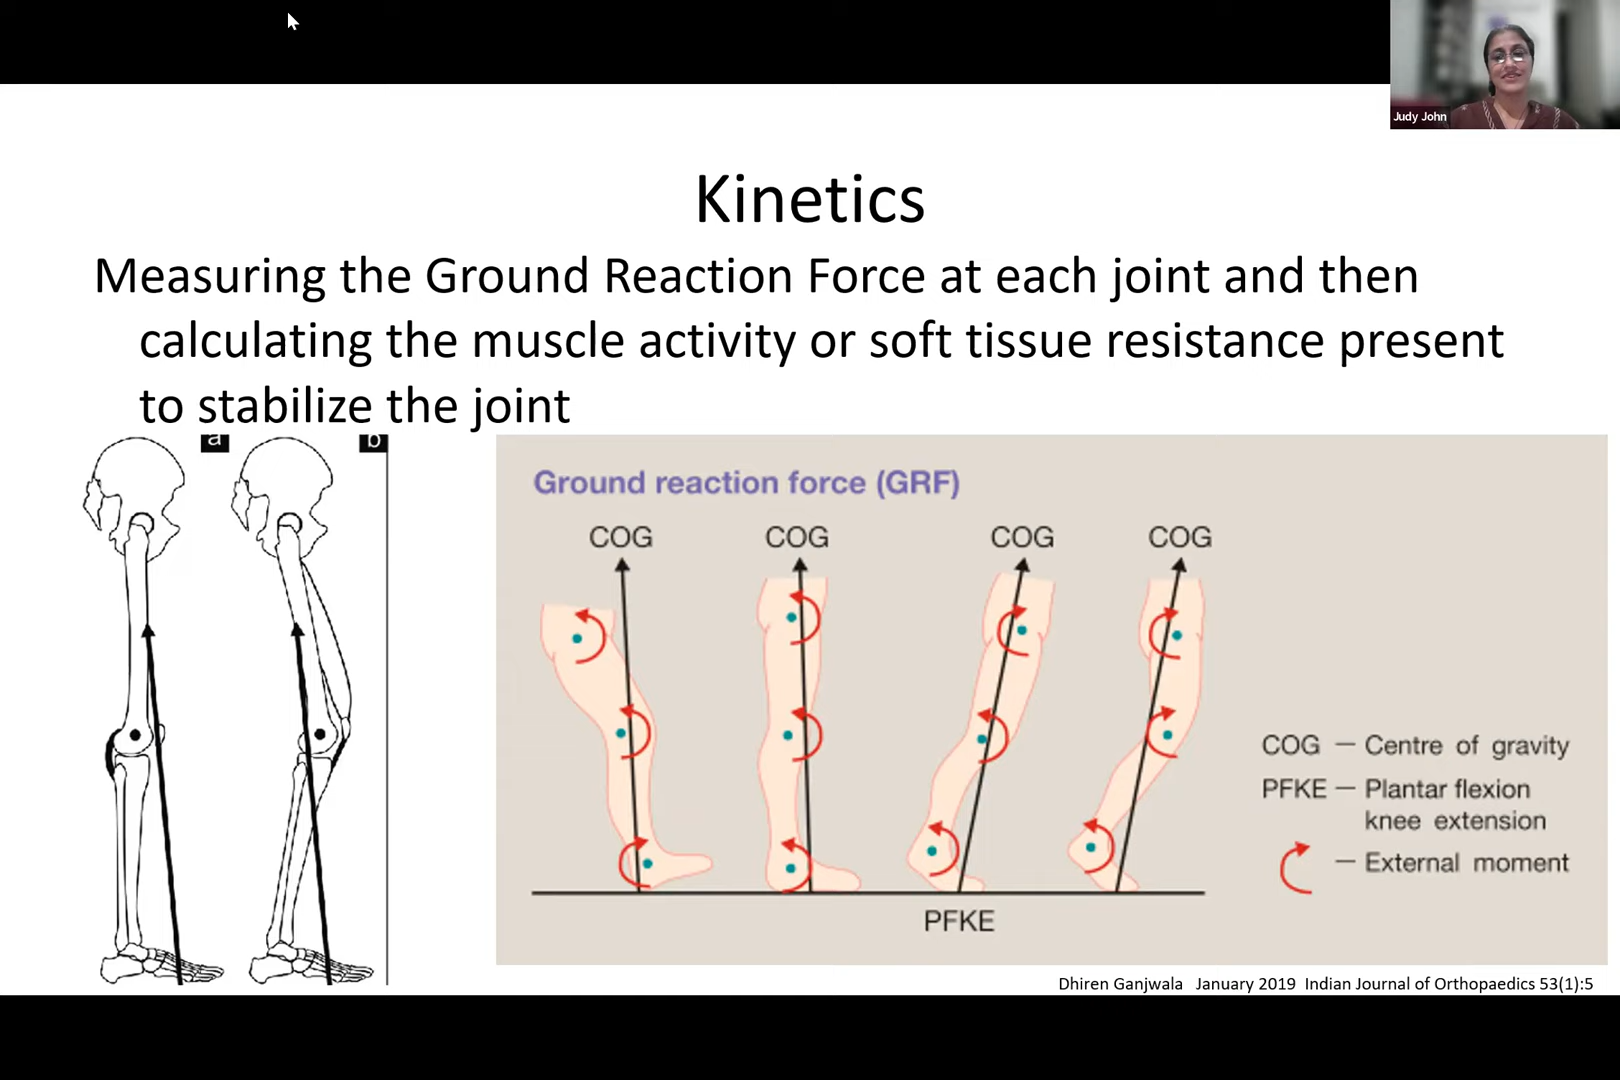 Judy John
Kinetics
Measuring the Ground Reaction Force at each joint and then
calculating the muscle activity or soft tissue resistance present
to stabilize the joint
a
b
Ground reaction force (GRF)
COG
COG
COG
COG
COG — Centre of gravity
PFKE — Plantar flexion
knee extension
— External moment
PFKE
Dhiren Ganjwala January 2019 Indian Journal of Orthopaedics 53(1):5